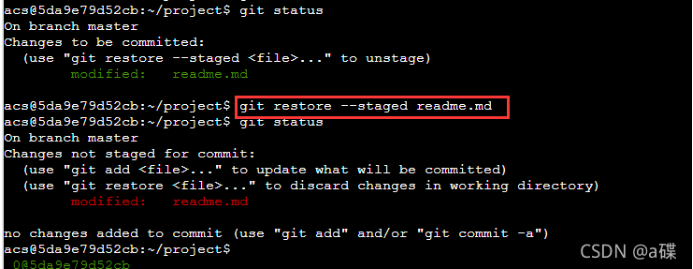 acs@5da9e79d52cb:~/project$ git status
On branch master
Changes to be committed:
  (use "git restore --staged <file>..." to unstage)
        modified:   readme.md

acs@5da9e79d52cb:~/project$ git restore --staged readme.md
acs@5da9e79d52cb:~/project$ git status
On branch master
Changes not staged for commit:
  (use "git add <file>..." to update what will be committed)
  (use "git restore <file>..." to discard changes in working directory)
        modified:   readme.md

no changes added to commit (use "git add" and/or "git commit -a")
acs@5da9e79d52cb:~/project$
0@5da9e79d52cb
CSDN @a碟